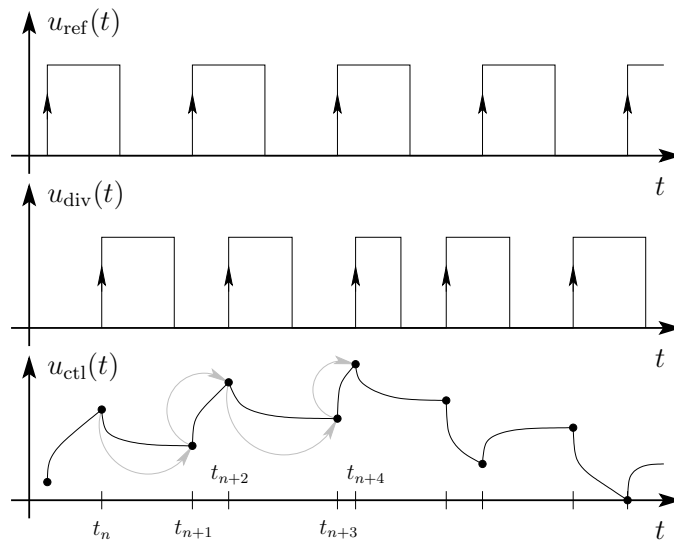 u_ref(t)
t
u_div(t)
t
u_ctl(t)
t_{n+2} t_{n+4}
t_n t_{n+1} t_{n+3} t